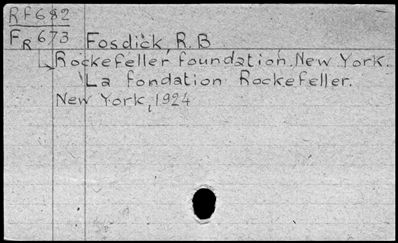 RF682
FR673 Fosdick, R.B
Rockefeller foundation. New York.
La fondation Rockefeller.
New York, 1924